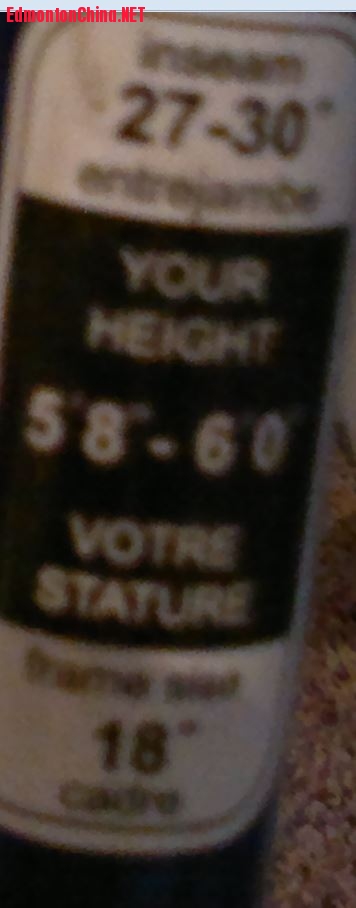 EdmontonChina.NET
inseam
27-30"
entrejambe
YOUR
HEIGHT
5'8"-6'0"
VOTRE
STATURE
frame size
18"
cadre